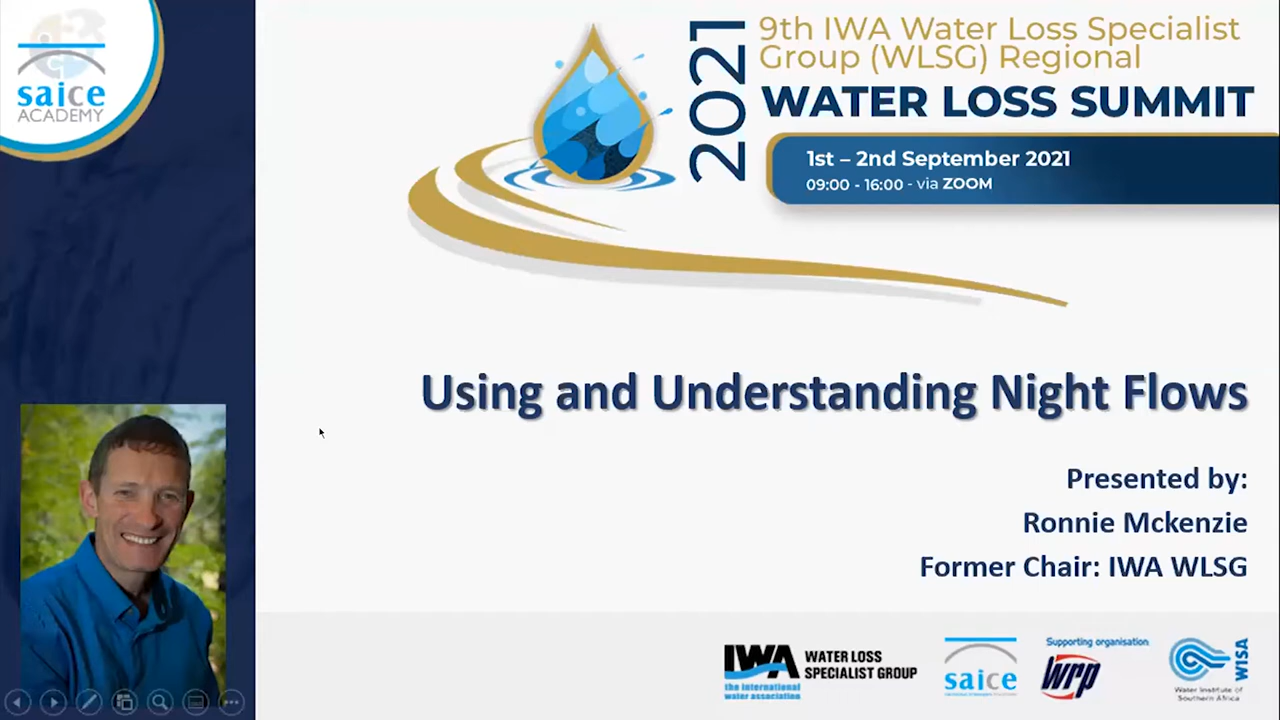 saice
ACADEMY
2021
9th IWA Water Loss Specialist
Group (WLSG) Regional
WATER LOSS SUMMIT
1st – 2nd September 2021
09:00 - 16:00 - via ZOOM
Using and Understanding Night Flows
Presented by:
Ronnie Mckenzie
Former Chair: IWA WLSG
IWA
the international
water association
WATER LOSS
SPECIALIST GROUP
saice
Supporting organisation
wrp
WISA
Water Institute of
Southern Africa